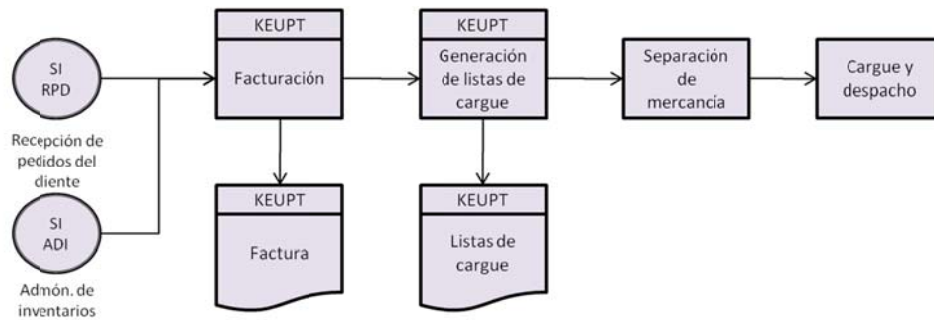 SI
RPD
Recepción de
pedidos del
diente
SI
ADI
Admón. de
inventarios
KEUPT
Facturación
KEUPT
Factura
KEUPT
Generación
de listas de
cargue
KEUPT
Listas de
cargue
Separación
de
mercancía
Cargue y
despacho